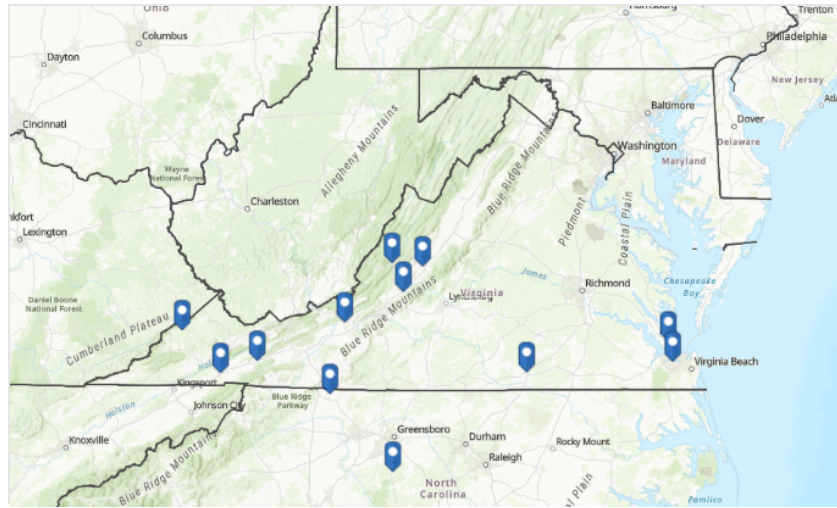 Ohio
Harrisburg
Trenton
Columbus
Philadelphia
Dayton
New Jersey
Baltimore
Cincinnati
Dover
Allegheny Mountains
Washington
Delaware
Maryland
Wayne
National Forest
Blue Ridge Mountains
Charleston
Piedmont
Coastal Plain
nkfort
Lexington
James
Richmond
Chesapeake
Bay
Daniel Boone
National Forest
Virginia
Blue Ridge Mountains
Cumberland Plateau
Virginia Beach
Kingsport
Holston
Johnson City
Blue Ridge
Parkway
Knoxville
Greensboro
Durham
Rocky Mount
Raleigh
Blue Ridge Mountains
North
Carolina
Pamlico